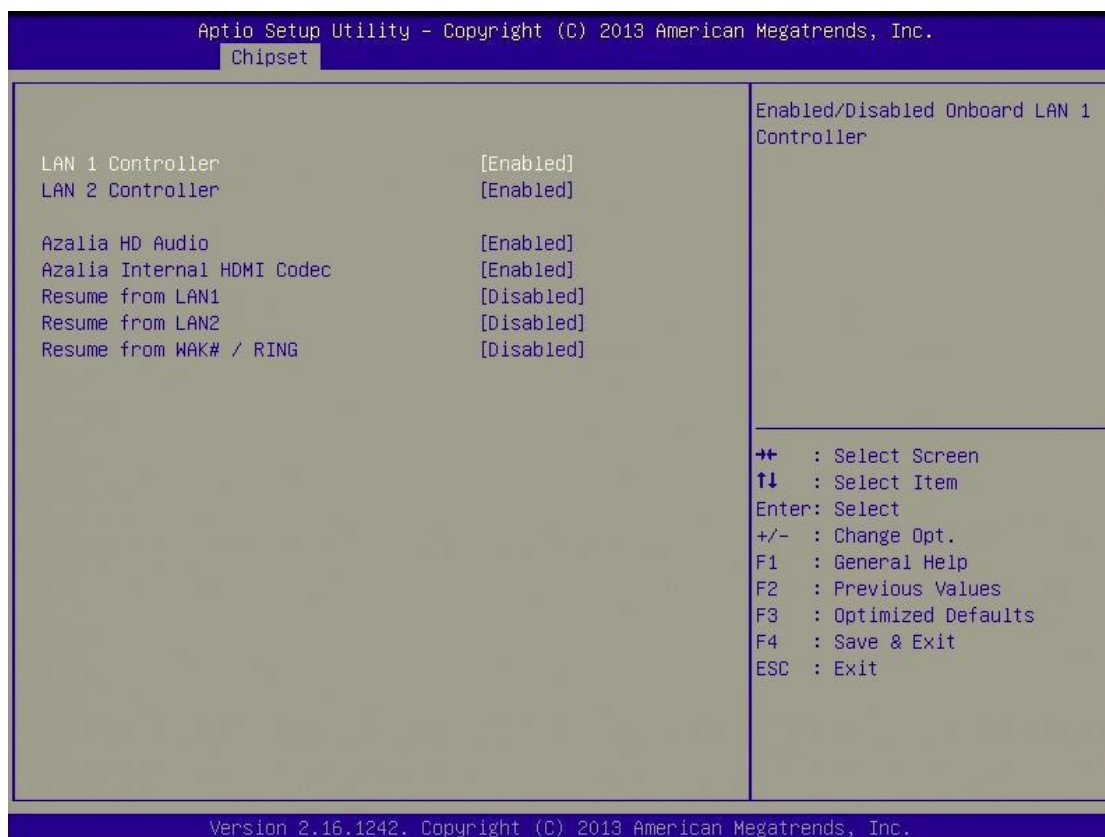 Aptio Setup Utility – Copyright (C) 2013 American Megatrends, Inc.
Chipset
LAN 1 Controller [Enabled]
LAN 2 Controller [Enabled]
Azalia HD Audio [Enabled]
Azalia Internal HDMI Codec [Enabled]
Resume from LAN1 [Disabled]
Resume from LAN2 [Disabled]
Resume from WAK# / RING [Disabled]
Enabled/Disabled Onboard LAN 1
Controller
→←: Select Screen
↑↓: Select Item
Enter: Select
+/- : Change Opt.
F1 : General Help
F2 : Previous Values
F3 : Optimized Defaults
F4 : Save & Exit
ESC : Exit
Version 2.16.1242. Copyright (C) 2013 American Megatrends, Inc.